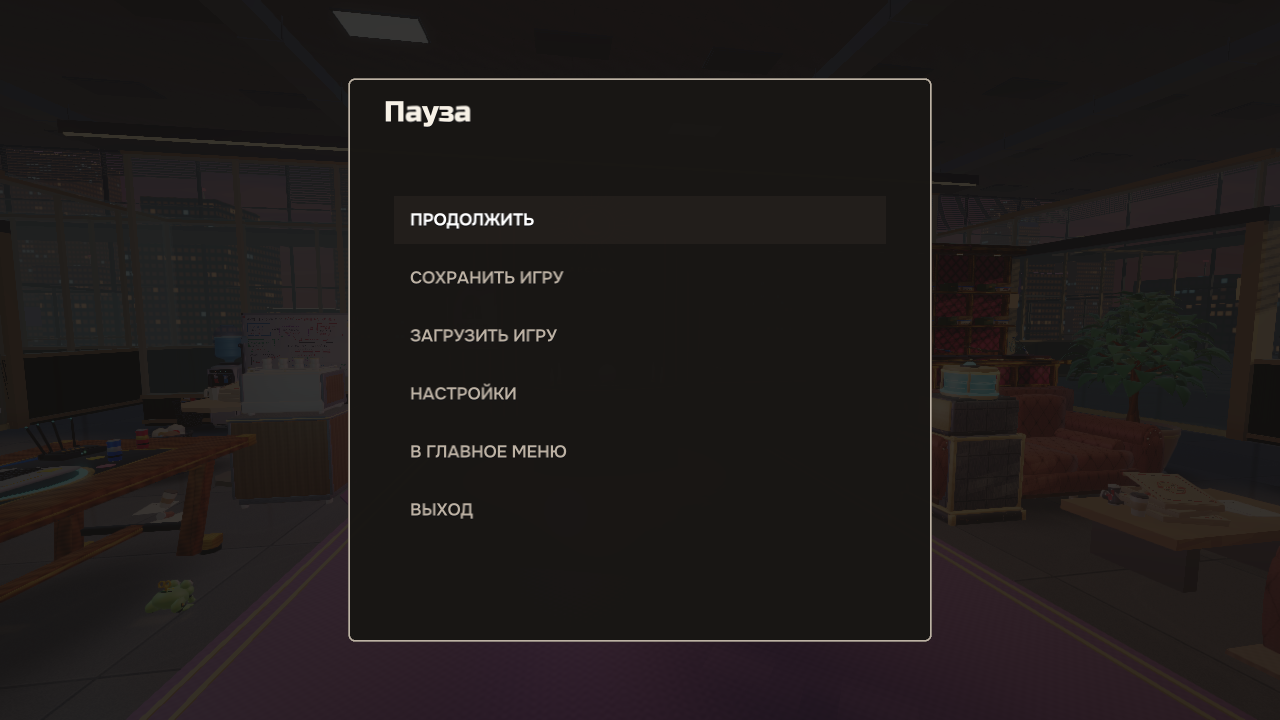 Пауза
ПРОДОЛЖИТЬ
СОХРАНИТЬ ИГРУ
ЗАГРУЗИТЬ ИГРУ
НАСТРОЙКИ
В ГЛАВНОЕ МЕНЮ
ВЫХОД